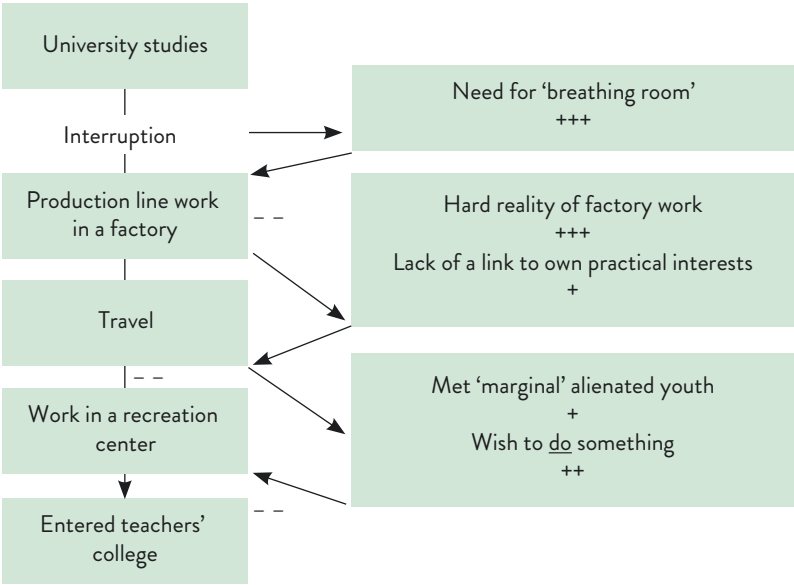 University studies
Interruption
Need for ‘breathing room’
+++
Production line work
in a factory
– –
Hard reality of factory work
+++
Lack of a link to own practical interests
+
Travel
– –
Met ‘marginal’ alienated youth
+
Wish to do something
++
Work in a recreation
center
– –
Entered teachers’
college